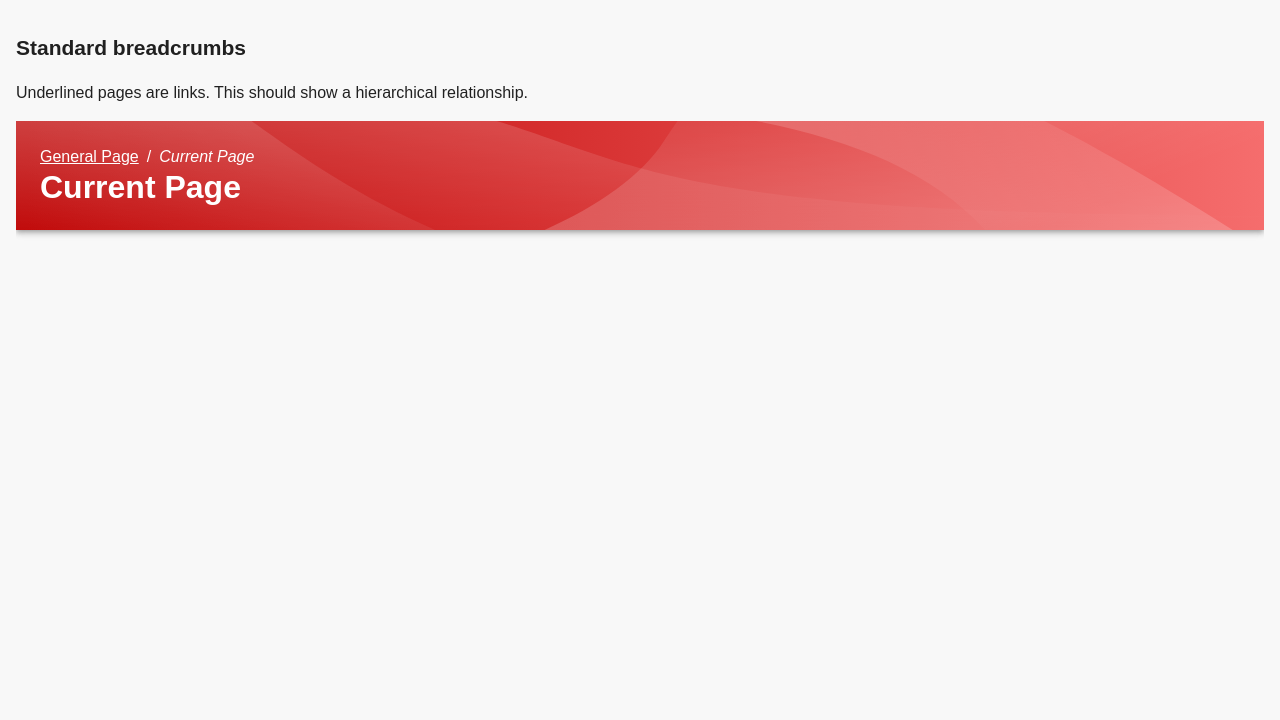 Standard breadcrumbs
Underlined pages are links. This should show a hierarchical relationship.
General Page / Current Page
Current Page